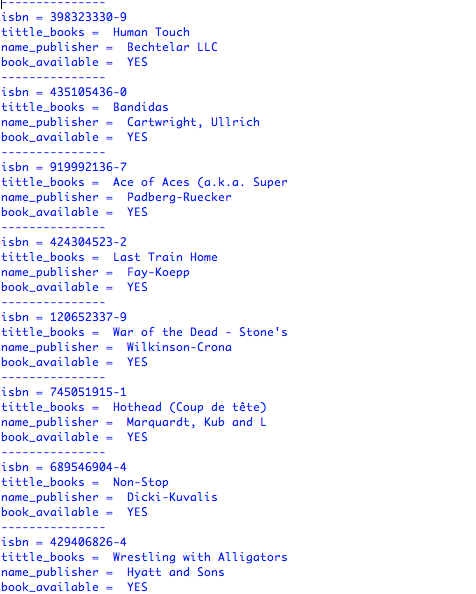 ---------------
isbn = 398323330-9
tittle_books =  Human Touch
name_publisher =  Bechtelar LLC
book_available =  YES
---------------
isbn = 435105436-0
tittle_books =  Bandidas
name_publisher =  Cartwright, Ullrich
book_available =  YES
---------------
isbn = 919992136-7
tittle_books =  Ace of Aces (a.k.a. Super
name_publisher =  Padberg-Ruecker
book_available =  YES
---------------
isbn = 424304523-2
tittle_books =  Last Train Home
name_publisher =  Fay-Koepp
book_available =  YES
---------------
isbn = 120652337-9
tittle_books =  War of the Dead - Stone's
name_publisher =  Wilkinson-Crona
book_available =  YES
---------------
isbn = 745051915-1
tittle_books =  Hothead (Coup de tête)
name_publisher =  Marquardt, Kub and L
book_available =  YES
---------------
isbn = 689546904-4
tittle_books =  Non-Stop
name_publisher =  Dicki-Kuvalis
book_available =  YES
---------------
isbn = 429406826-4
tittle_books =  Wrestling with Alligators
name_publisher =  Hyatt and Sons
book_available =  YES